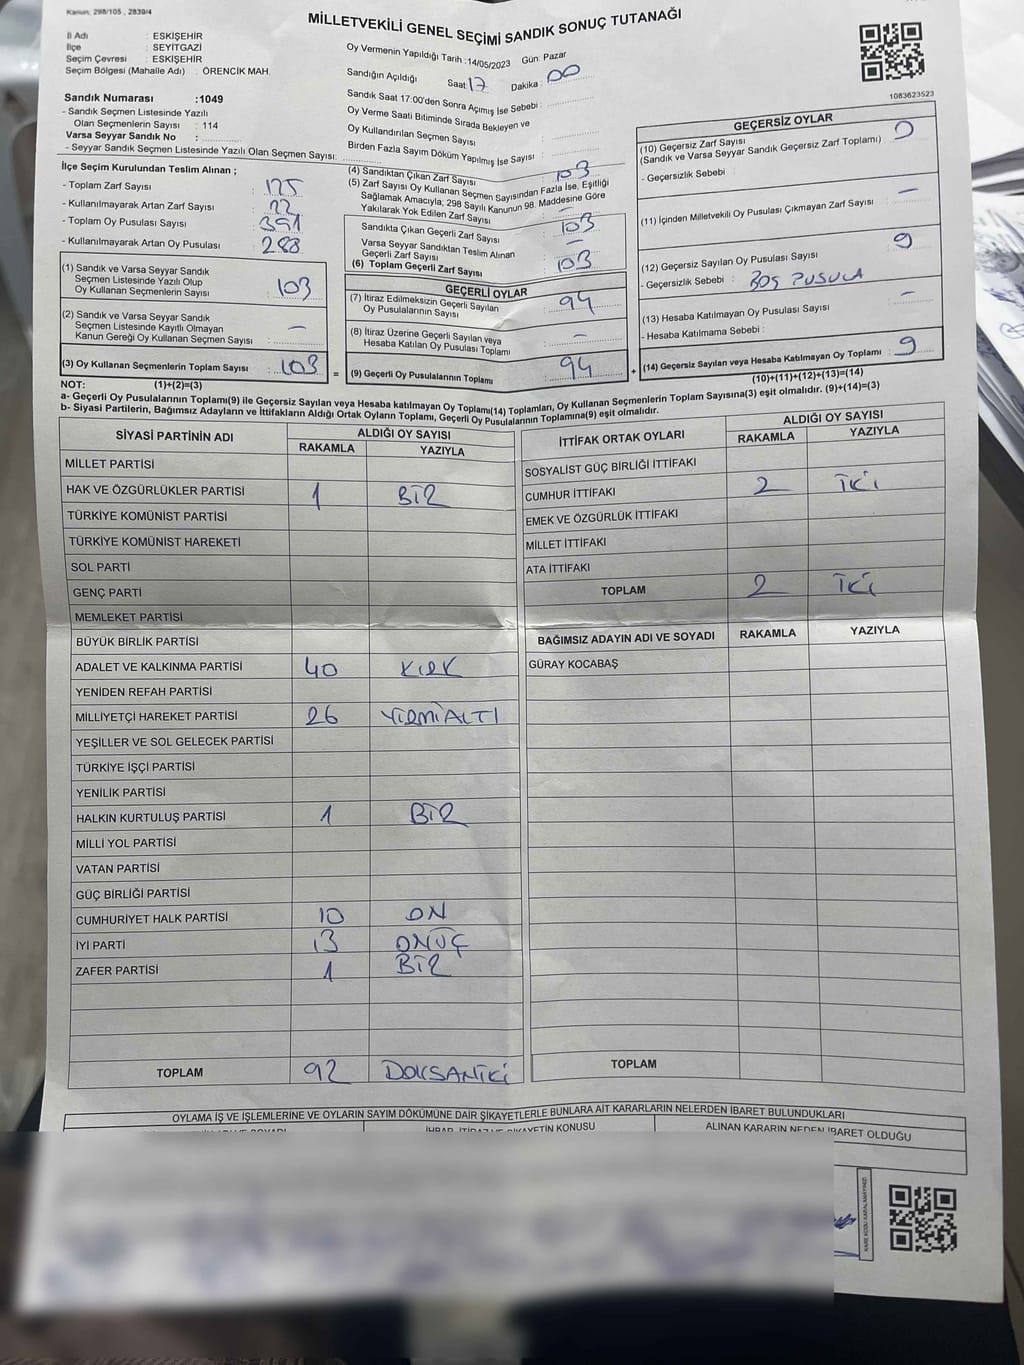 Kanun, 298/105 , 2839/4
MİLLETVEKİLİ GENEL SEÇİMİ SANDIK SONUÇ TUTANAĞI
İl Adı : ESKİŞEHİR
İlçe : SEYİTGAZİ
Seçim Çevresi : ESKİŞEHİR
Seçim Bölgesi (Mahalle Adı) : ÖRENCİK MAH.
Sandık Numarası :1049
- Sandık Seçmen Listesinde Yazılı
Olan Seçmenlerin Sayısı : 114
Varsa Seyyar Sandık No :
- Seyyar Sandık Seçmen Listesinde Yazılı Olan Seçmen Sayısı:
Oy Vermenin Yapıldığı Tarih :14/05/2023 Gün: Pazar
Sandığın Açıldığı Saat: 17 Dakika : 00
Sandık Saat 17:00'den Sonra Açımış İse Sebebi :
Oy Verme Saati Bitiminde Sırada Bekleyen ve
Oy Kullandırılan Seçmen Sayısı :
Birden Fazla Sayım Döküm Yapılmış İse Sayısı :
1083623523
İlçe Seçim Kurulundan Teslim Alınan ;
- Toplam Zarf Sayısı : 125
- Kullanılmayarak Artan Zarf Sayısı : 22
- Toplam Oy Pusulası Sayısı : 391
- Kullanılmayarak Artan Oy Pusulası : 288
(1) Sandık ve Varsa Seyyar Sandık
Seçmen Listesinde Yazılı Olup
Oy Kullanan Seçmenlerin Sayısı : 103
(2) Sandık ve Varsa Seyyar Sandık
Seçmen Listesinde Kayıtlı Olmayan
Kanun Gereği Oy Kullanan Seçmen Sayısı : -
(3) Oy Kullanan Seçmenlerin Toplam Sayısı : 103 =
(4) Sandıktan Çıkan Zarf Sayısı : 103
(5) Zarf Sayısı Oy Kullanan Seçmen Sayısından Fazla İse, Eşitliği
Sağlamak Amacıyla; 298 Sayılı Kanunun 98. Maddesine Göre
Yakılarak Yok Edilen Zarf Sayısı : -
Sandıkta Çıkan Geçerli Zarf Sayısı : 103
Varsa Seyyar Sandıktan Teslim Alınan
Geçerli Zarf Sayısı : -
(6) Toplam Geçerli Zarf Sayısı : 103
GEÇERLİ OYLAR
(7) İtiraz Edilmeksizin Geçerli Sayılan
Oy Pusulalarının Sayısı : 94
(8) İtiraz Üzerine Geçerli Sayılan veya
Hesaba Katılan Oy Pusulası Toplamı : -
(9) Geçerli Oy Pusulalarının Toplamı : 94 +
GEÇERSİZ OYLAR
(10) Geçersiz Zarf Sayısı : 0
(Sandık ve Varsa Seyyar Sandık Geçersiz Zarf Toplamı)
- Geçersizlik Sebebi :
(11) İçinden Milletvekili Oy Pusulası Çıkmayan Zarf Sayısı : -
(12) Geçersiz Sayılan Oy Pusulası Sayısı : 9
- Geçersizlik Sebebi : BOŞ PUSULA
(13) Hesaba Katılmayan Oy Pusulası Sayısı : -
- Hesaba Katılmama Sebebi :
(14) Geçersiz Sayılan veya Hesaba Katılmayan Oy Toplamı : 9
NOT: (1)+(2)=(3) (10)+(11)+(12)+(13)=(14)
a- Geçerli Oy Pusulalarının Toplamı(9) ile Geçersiz Sayılan veya Hesaba katılmayan Oy Toplamı(14) Toplamları, Oy Kullanan Seçmenlerin Toplam Sayısına(3) eşit olmalıdır. (9)+(14)=(3)
b- Siyasi Partilerin, Bağımsız Adayların ve İttifakların Aldığı Ortak Oyların Toplamı, Geçerli Oy Pusulalarının Toplamına(9) eşit olmalıdır.
SİYASİ PARTİNİN ADI ALDIĞI OY SAYISI
RAKAMLA YAZIYLA
MİLLET PARTİSİ
HAK VE ÖZGÜRLÜKLER PARTİSİ 1 BİR
TÜRKİYE KOMÜNİST PARTİSİ
TÜRKİYE KOMÜNİST HAREKETİ
SOL PARTİ
GENÇ PARTİ
MEMLEKET PARTİSİ
BÜYÜK BİRLİK PARTİSİ
ADALET VE KALKINMA PARTİSİ 40 KIRK
YENİDEN REFAH PARTİSİ
MİLLİYETÇİ HAREKET PARTİSİ 26 YİRMİALTI
YEŞİLLER VE SOL GELECEK PARTİSİ
TÜRKİYE İŞÇİ PARTİSİ
YENİLİK PARTİSİ
HALKIN KURTULUŞ PARTİSİ 1 BİR
MİLLİ YOL PARTİSİ
VATAN PARTİSİ
GÜÇ BİRLİĞİ PARTİSİ
CUMHURİYET HALK PARTİSİ 10 ON
İYİ PARTİ 13 ONÜÇ
ZAFER PARTİSİ 1 BİR
TOPLAM 92 DOKSANİKİ
İTTİFAK ORTAK OYLARI ALDIĞI OY SAYISI
RAKAMLA YAZIYLA
SOSYALİST GÜÇ BİRLİĞİ İTTİFAKI
CUMHUR İTTİFAKI 2 İKİ
EMEK VE ÖZGÜRLÜK İTTİFAKI
MİLLET İTTİFAKI
ATA İTTİFAKI
TOPLAM 2 İKİ
BAĞIMSIZ ADAYIN ADI VE SOYADI RAKAMLA YAZIYLA
GÜRAY KOCABAŞ
TOPLAM
OYLAMA İŞ VE İŞLEMLERİNE VE OYLARIN SAYIM DÖKÜMÜNE DAİR ŞİKAYETLERLE BUNLARA AİT KARARLARIN NELERDEN İBARET BULUNDUKLARI
İHBAR, İTİRAZ VE ŞİKAYETİN KONUSU ALINAN KARARIN NEDEN İBARET OLDUĞU
KARE KODU KARALAMAYINIZ!